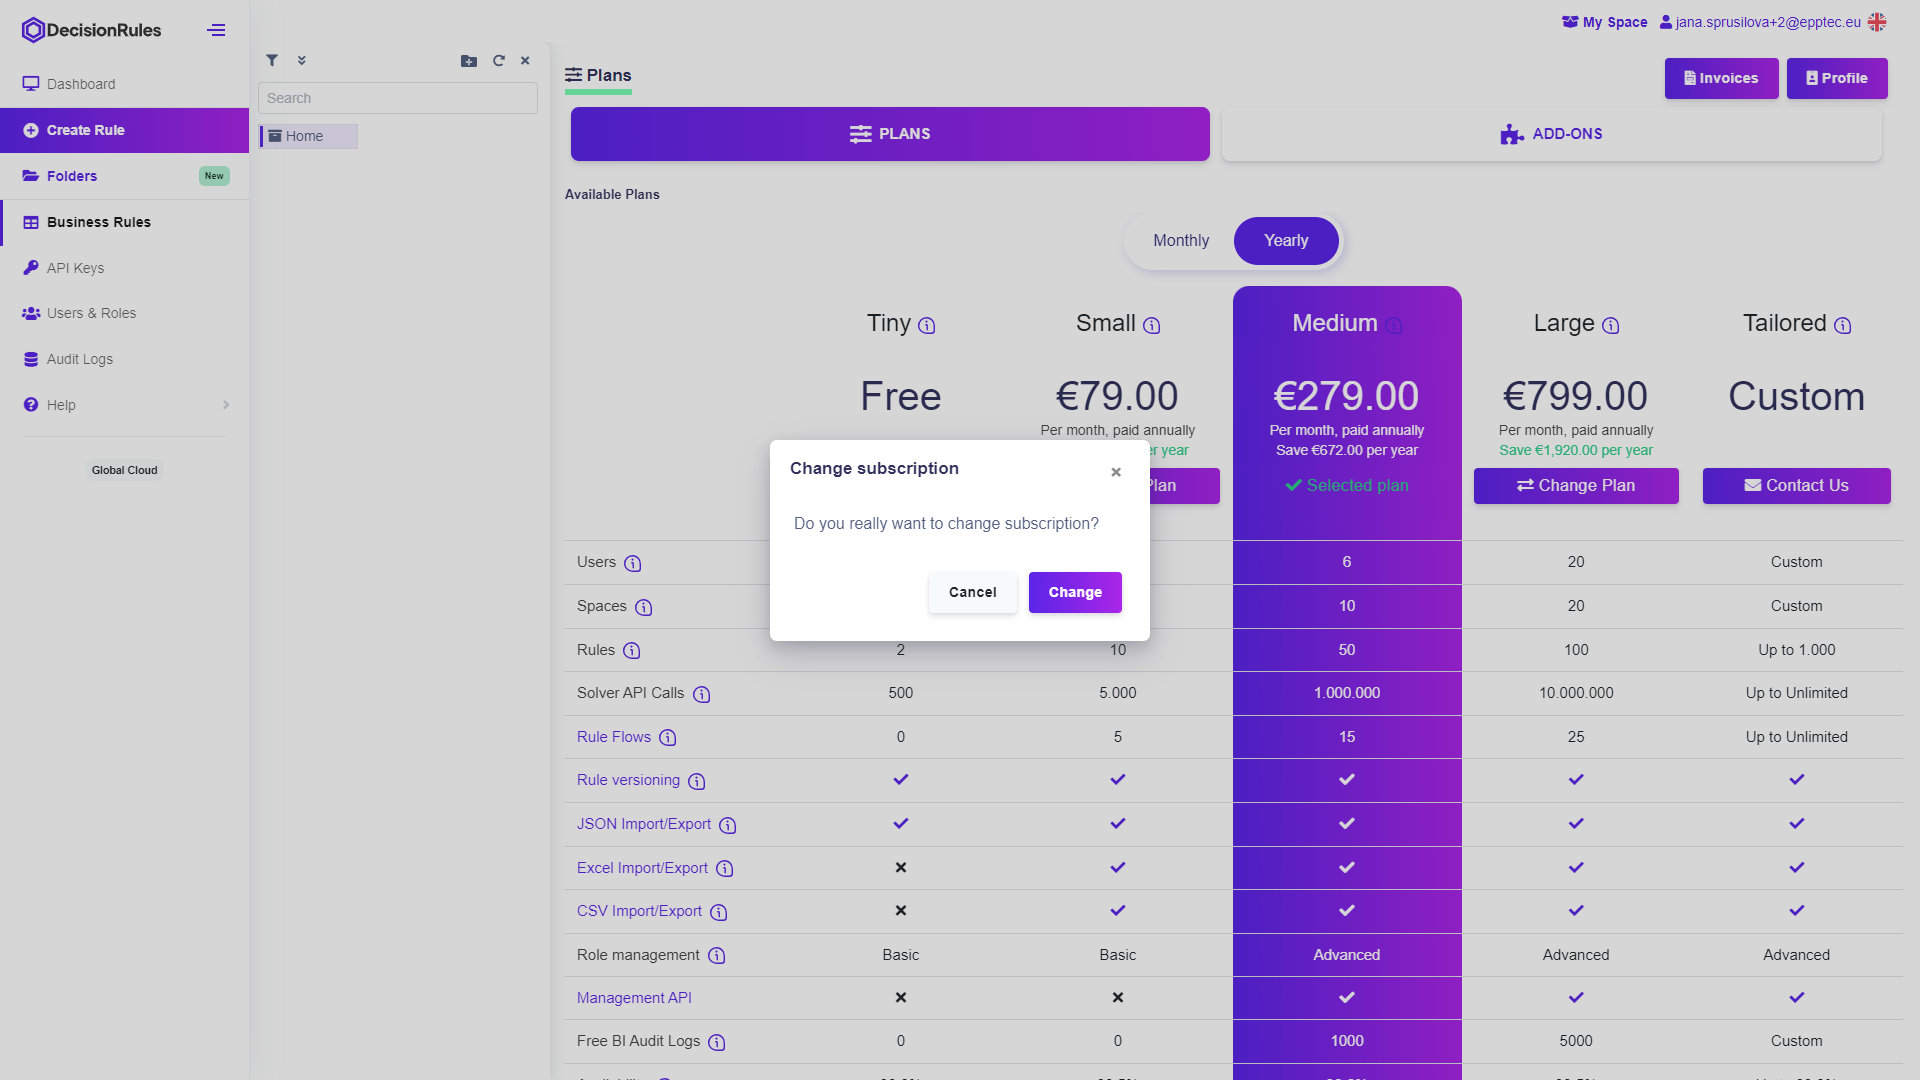 DecisionRules
My Space
jana.sprusilova+2@epptec.eu
Dashboard
Create Rule
Folders
New
Business Rules
API Keys
Users & Roles
Audit Logs
Help
Global Cloud
Search
Home
Plans
Invoices
Profile
PLANS
ADD-ONS
Available Plans
Monthly
Yearly
Tiny
Small
Medium
Large
Tailored
Free
€79.00
€279.00
€799.00
Custom
Per month, paid annually
Per month, paid annually
Per month, paid annually
per year
Save €672.00 per year
Save €1,920.00 per year
Plan
Selected plan
Change Plan
Contact Us
Change subscription
Do you really want to change subscription?
Cancel
Change
Users 6 20 Custom
Spaces 10 20 Custom
Rules 2 10 50 100 Up to 1.000
Solver API Calls 500 5.000 1.000.000 10.000.000 Up to Unlimited
Rule Flows 0 5 15 25 Up to Unlimited
Rule versioning
JSON Import/Export
Excel Import/Export
CSV Import/Export
Role management Basic Basic Advanced Advanced Advanced
Management API
Free BI Audit Logs 0 0 1000 5000 Custom